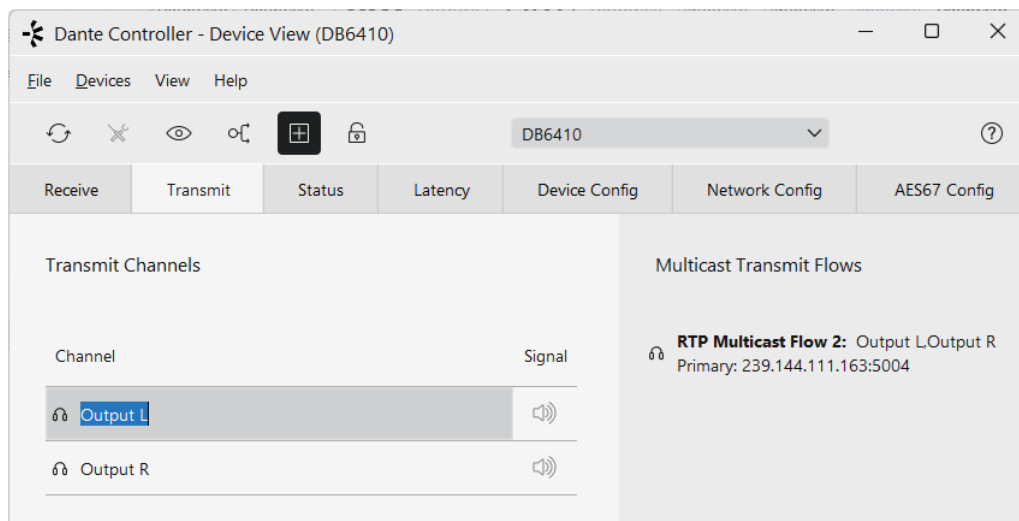 Dante Controller - Device View (DB6410)
File Devices View Help
DB6410
Receive Transmit Status Latency Device Config Network Config AES67 Config
Transmit Channels
Multicast Transmit Flows
Channel Signal
RTP Multicast Flow 2: Output L,Output R
Primary: 239.144.111.163:5004
Output L
Output R